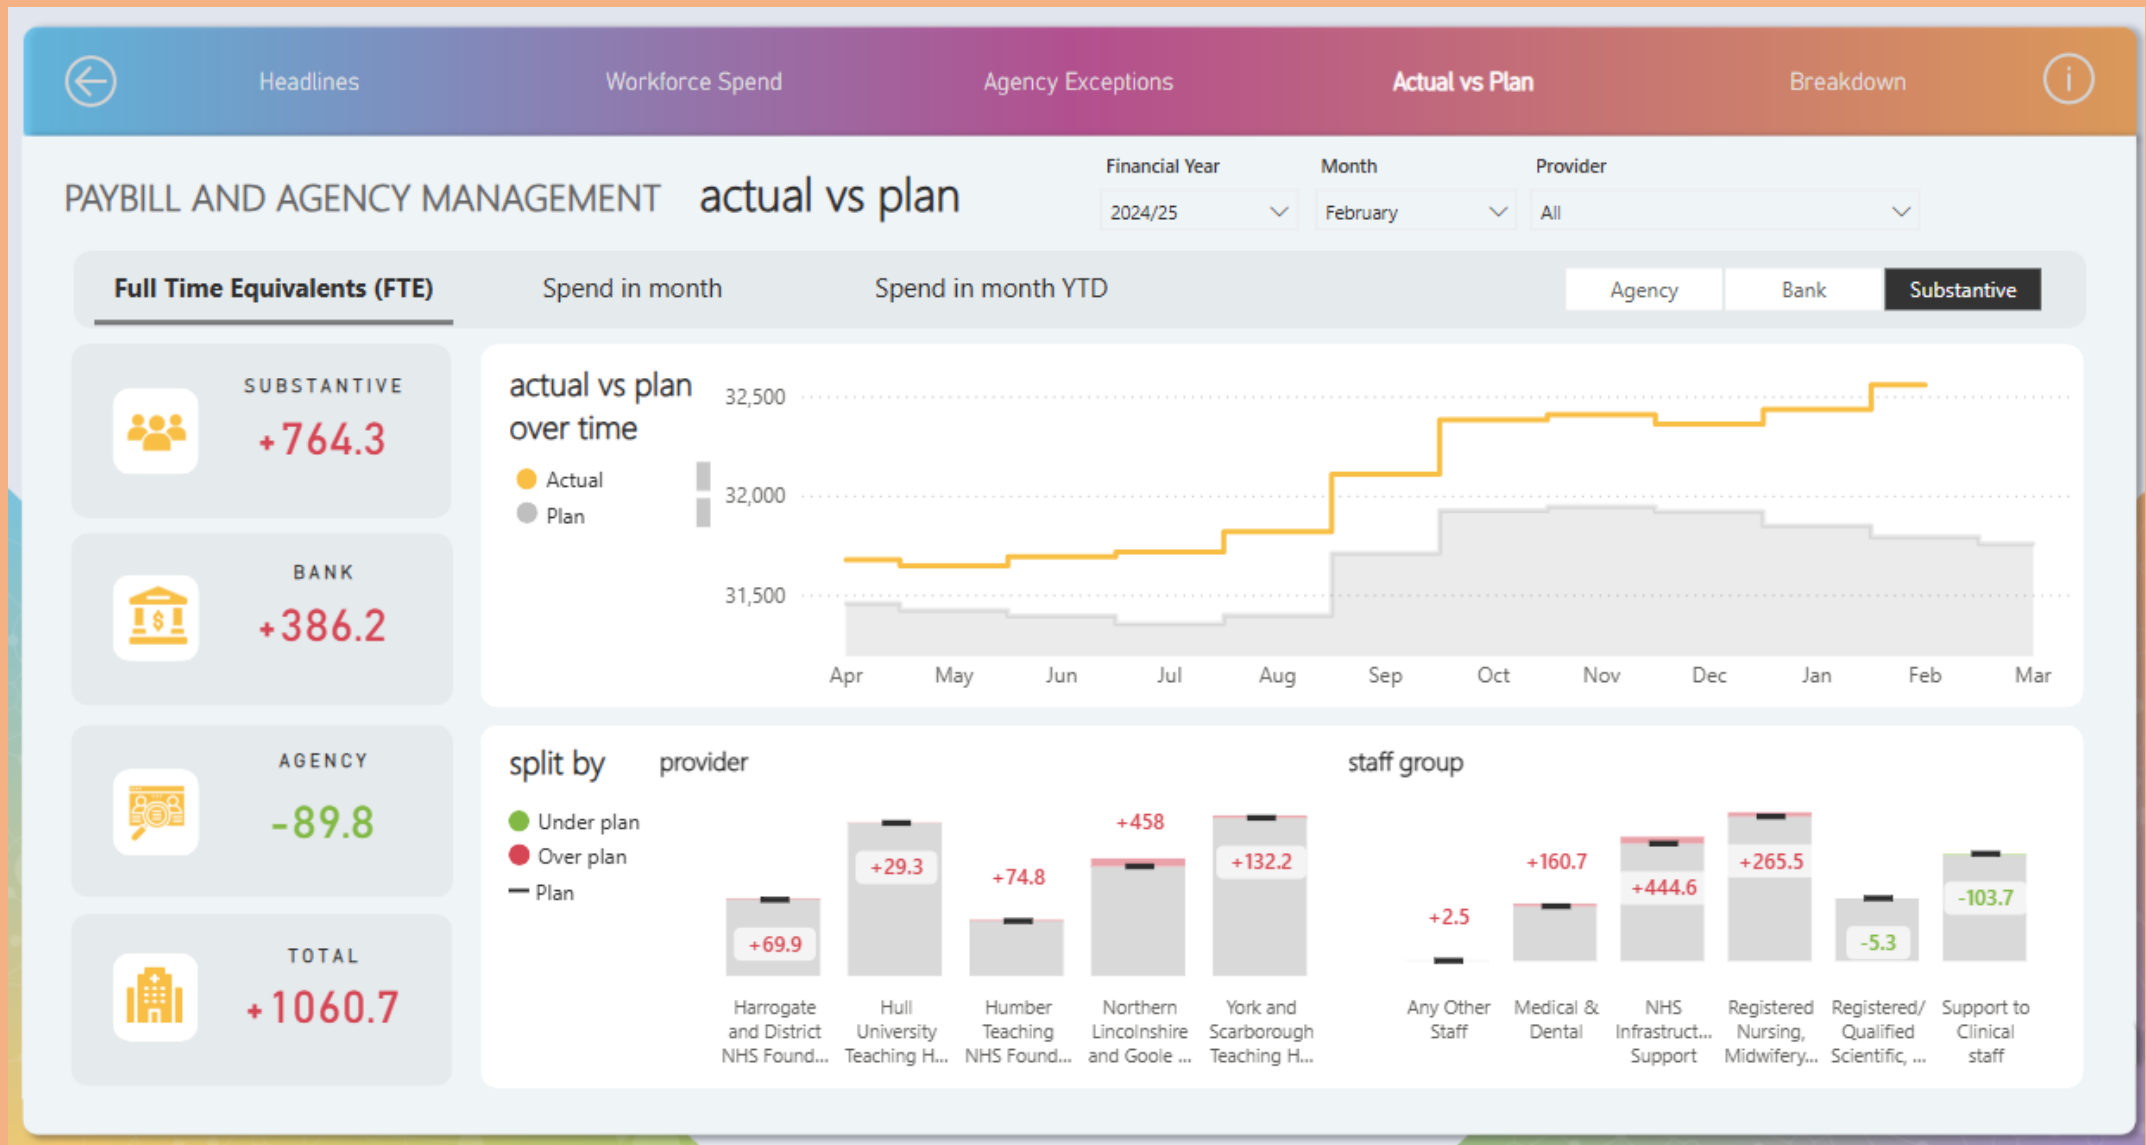 Headlines
Workforce Spend
Agency Exceptions
Actual vs Plan
Breakdown
i
PAYBILL AND AGENCY MANAGEMENT actual vs plan
Financial Year
2024/25
Month
February
Provider
All
Full Time Equivalents (FTE)
Spend in month
Spend in month YTD
Agency
Bank
Substantive
SUBSTANTIVE
+764.3
BANK
$
+386.2
AGENCY
-89.8
TOTAL
+1060.7
actual vs plan
over time
Actual
Plan
32,500
32,000
31,500
Apr May Jun Jul Aug Sep Oct Nov Dec Jan Feb Mar
split by
Under plan
Over plan
Plan
provider
+69.9
+29.3
+74.8
+458
+132.2
Harrogate
and District
NHS Found...
Hull
University
Teaching H...
Humber
Teaching
NHS Found...
Northern
Lincolnshire
and Goole ...
York and
Scarborough
Teaching H...
staff group
+2.5
+160.7
+444.6
+265.5
-5.3
-103.7
Any Other
Staff
Medical &
Dental
NHS
Infrastruct...
Support
Registered
Nursing,
Midwifery...
Registered/
Qualified
Scientific, ...
Support to
Clinical
staff